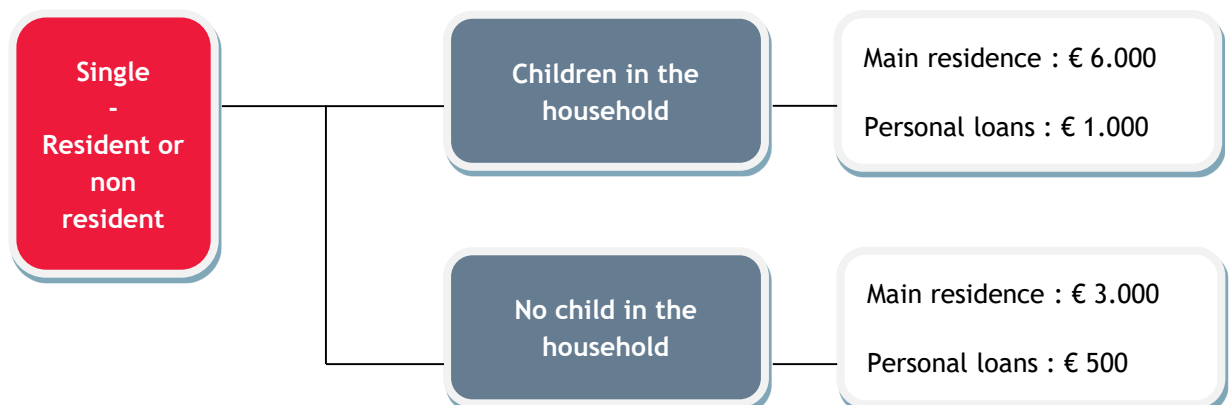 Single
-
Resident or
non
resident
Children in the
household
Main residence : € 6.000
Personal loans : € 1.000
No child in the
household
Main residence : € 3.000
Personal loans : € 500